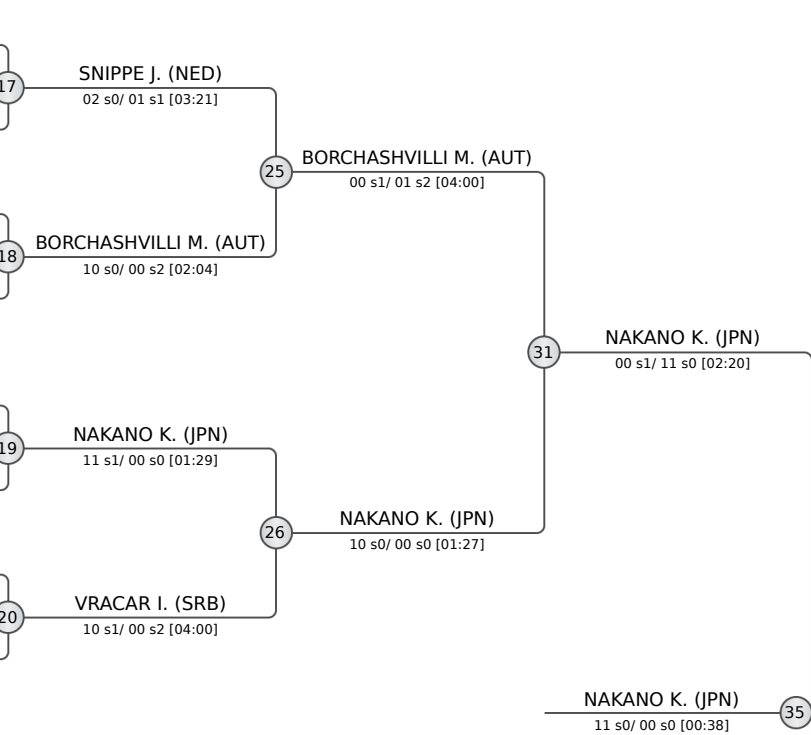 SNIPPE J. (NED)
17
02 s0/ 01 s1 [03:21]
BORCHASHVILLI M. (AUT)
25
00 s1/ 01 s2 [04:00]
BORCHASHVILLI M. (AUT)
18
10 s0/ 00 s2 [02:04]
NAKANO K. (JPN)
31
00 s1/ 11 s0 [02:20]
NAKANO K. (JPN)
19
11 s1/ 00 s0 [01:29]
NAKANO K. (JPN)
26
10 s0/ 00 s0 [01:27]
VRACAR I. (SRB)
20
10 s1/ 00 s2 [04:00]
NAKANO K. (JPN)
35
11 s0/ 00 s0 [00:38]